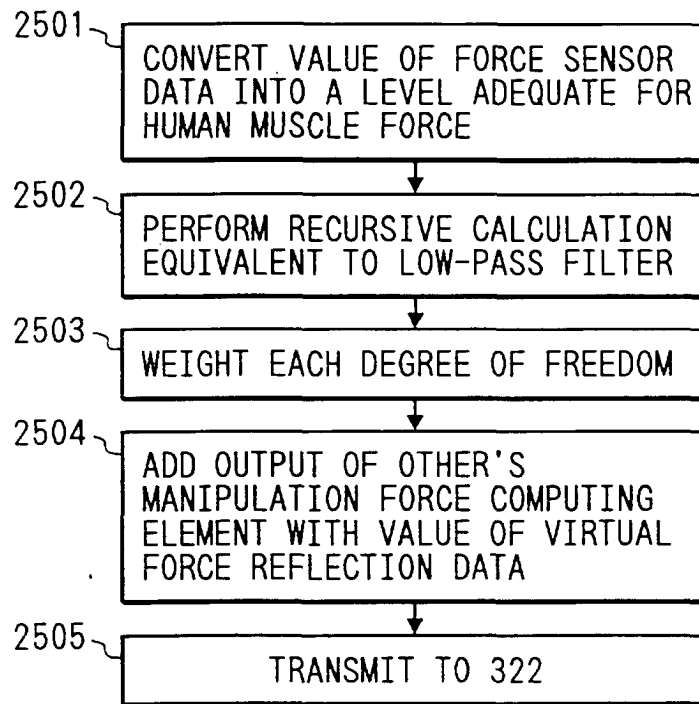 2501
CONVERT VALUE OF FORCE SENSOR
DATA INTO A LEVEL ADEQUATE FOR
HUMAN MUSCLE FORCE
2502
PERFORM RECURSIVE CALCULATION
EQUIVALENT TO LOW-PASS FILTER
2503
WEIGHT EACH DEGREE OF FREEDOM
2504
ADD OUTPUT OF OTHER'S
MANIPULATION FORCE COMPUTING
ELEMENT WITH VALUE OF VIRTUAL
FORCE REFLECTION DATA
2505
TRANSMIT TO 322